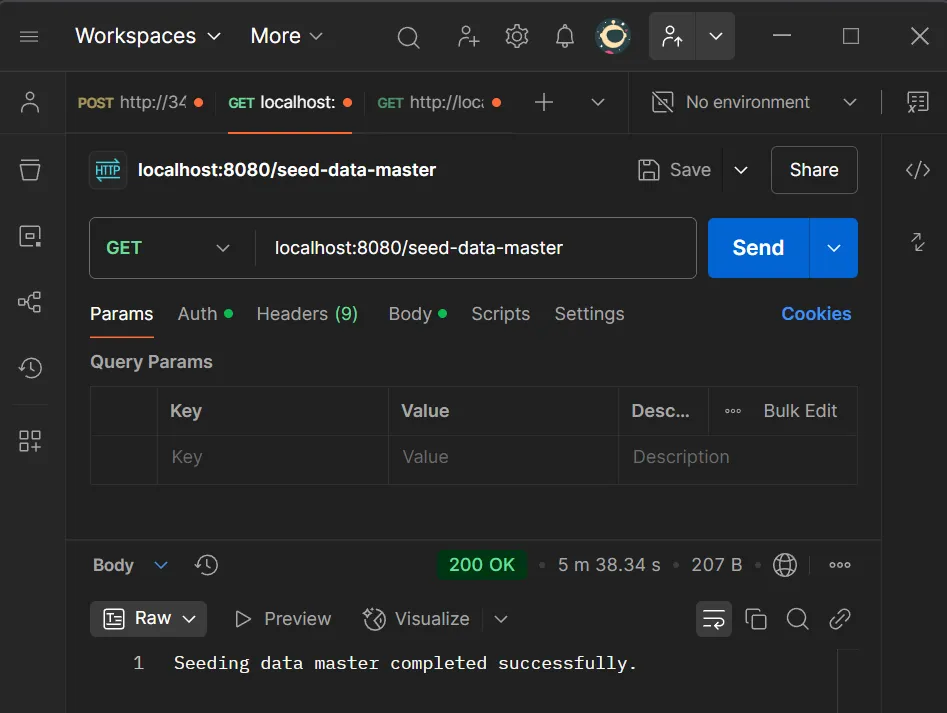 Workspaces More
POST http://34 GET localhost: GET http://loca No environment
HTTP localhost:8080/seed-data-master Save Share
GET localhost:8080/seed-data-master Send
Params Auth Headers (9) Body Scripts Settings Cookies
Query Params
Key Value Desc... Bulk Edit
Key Value Description
Body 200 OK • 5 m 38.34 s • 207 B •
Raw Preview Visualize
1 Seeding data master completed successfully.